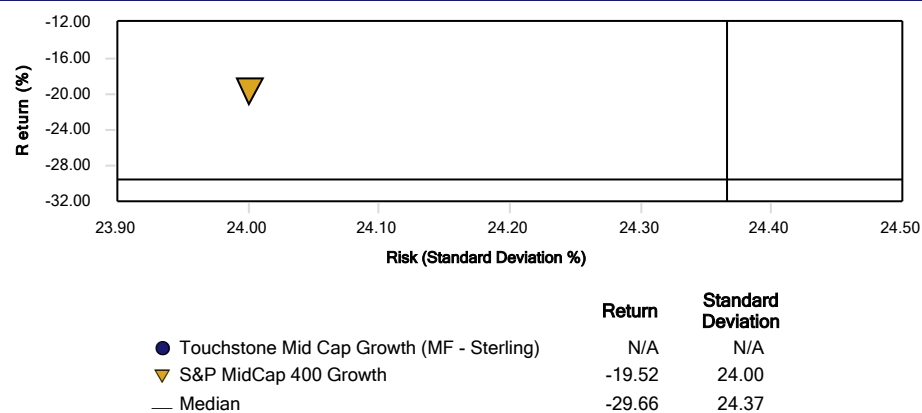 -12.00
-16.00
-20.00
-24.00
-28.00
-32.00
Return (%)
23.90 24.00 24.10 24.20 24.30 24.40 24.50
Risk (Standard Deviation %)
Return Standard Deviation
Touchstone Mid Cap Growth (MF - Sterling) N/A N/A
S&P MidCap 400 Growth -19.52 24.00
Median -29.66 24.37